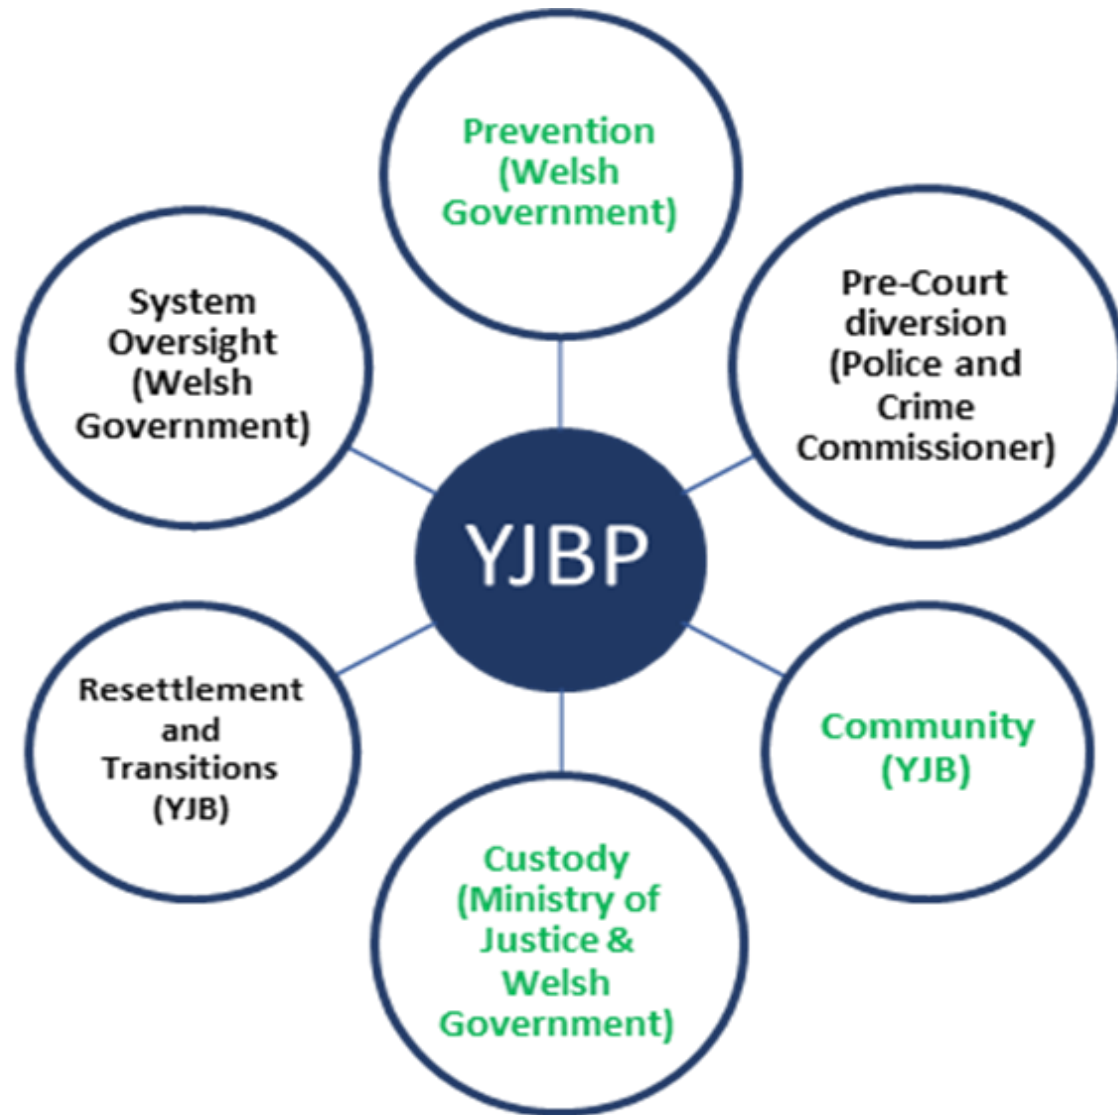 Prevention
(Welsh
Government)
Pre-Court
diversion
(Police and
Crime
Commissioner)
System
Oversight
(Welsh
Government)
YJBP
Community
(YJB)
Resettlement
and
Transitions
(YJB)
Custody
(Ministry of
Justice &
Welsh
Government)